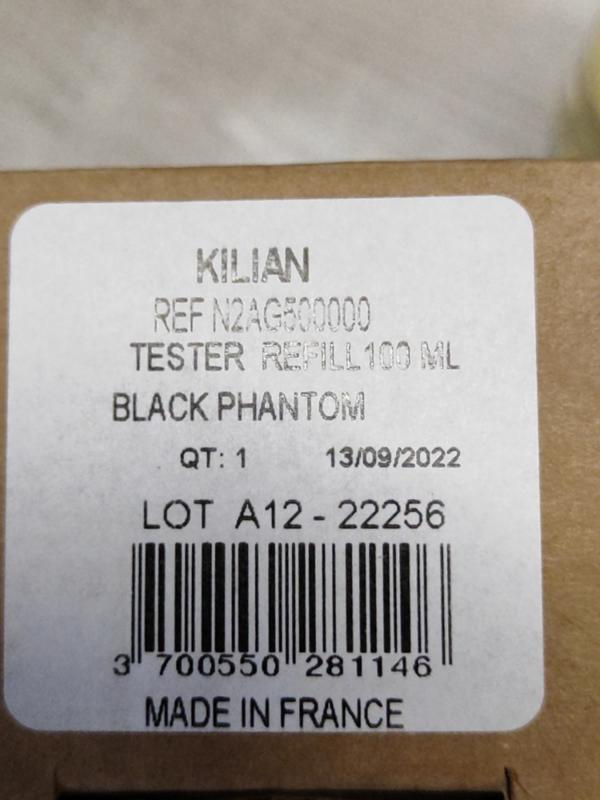 KILIAN
REF N2AG500000
TESTER REFILL 100 ML
BLACK PHANTOM
QT: 1 13/09/2022
LOT A12 - 22256
3 700550 281146
MADE IN FRANCE